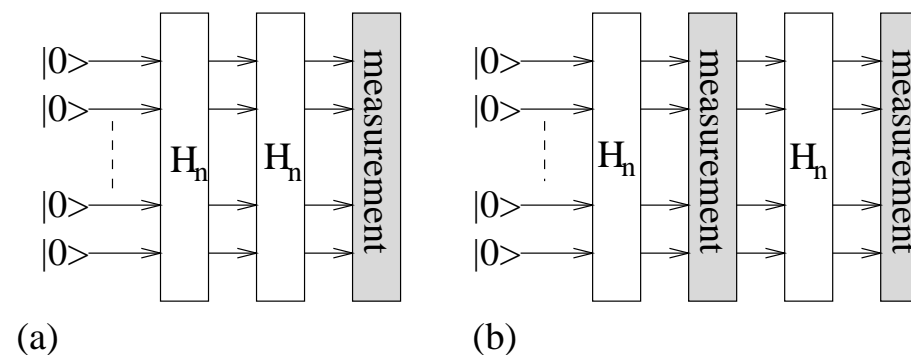 |0>
|0>
|0>
|0>
H_n
H_n
measurement
(a)
|0>
|0>
|0>
|0>
H_n
measurement
H_n
measurement
(b)